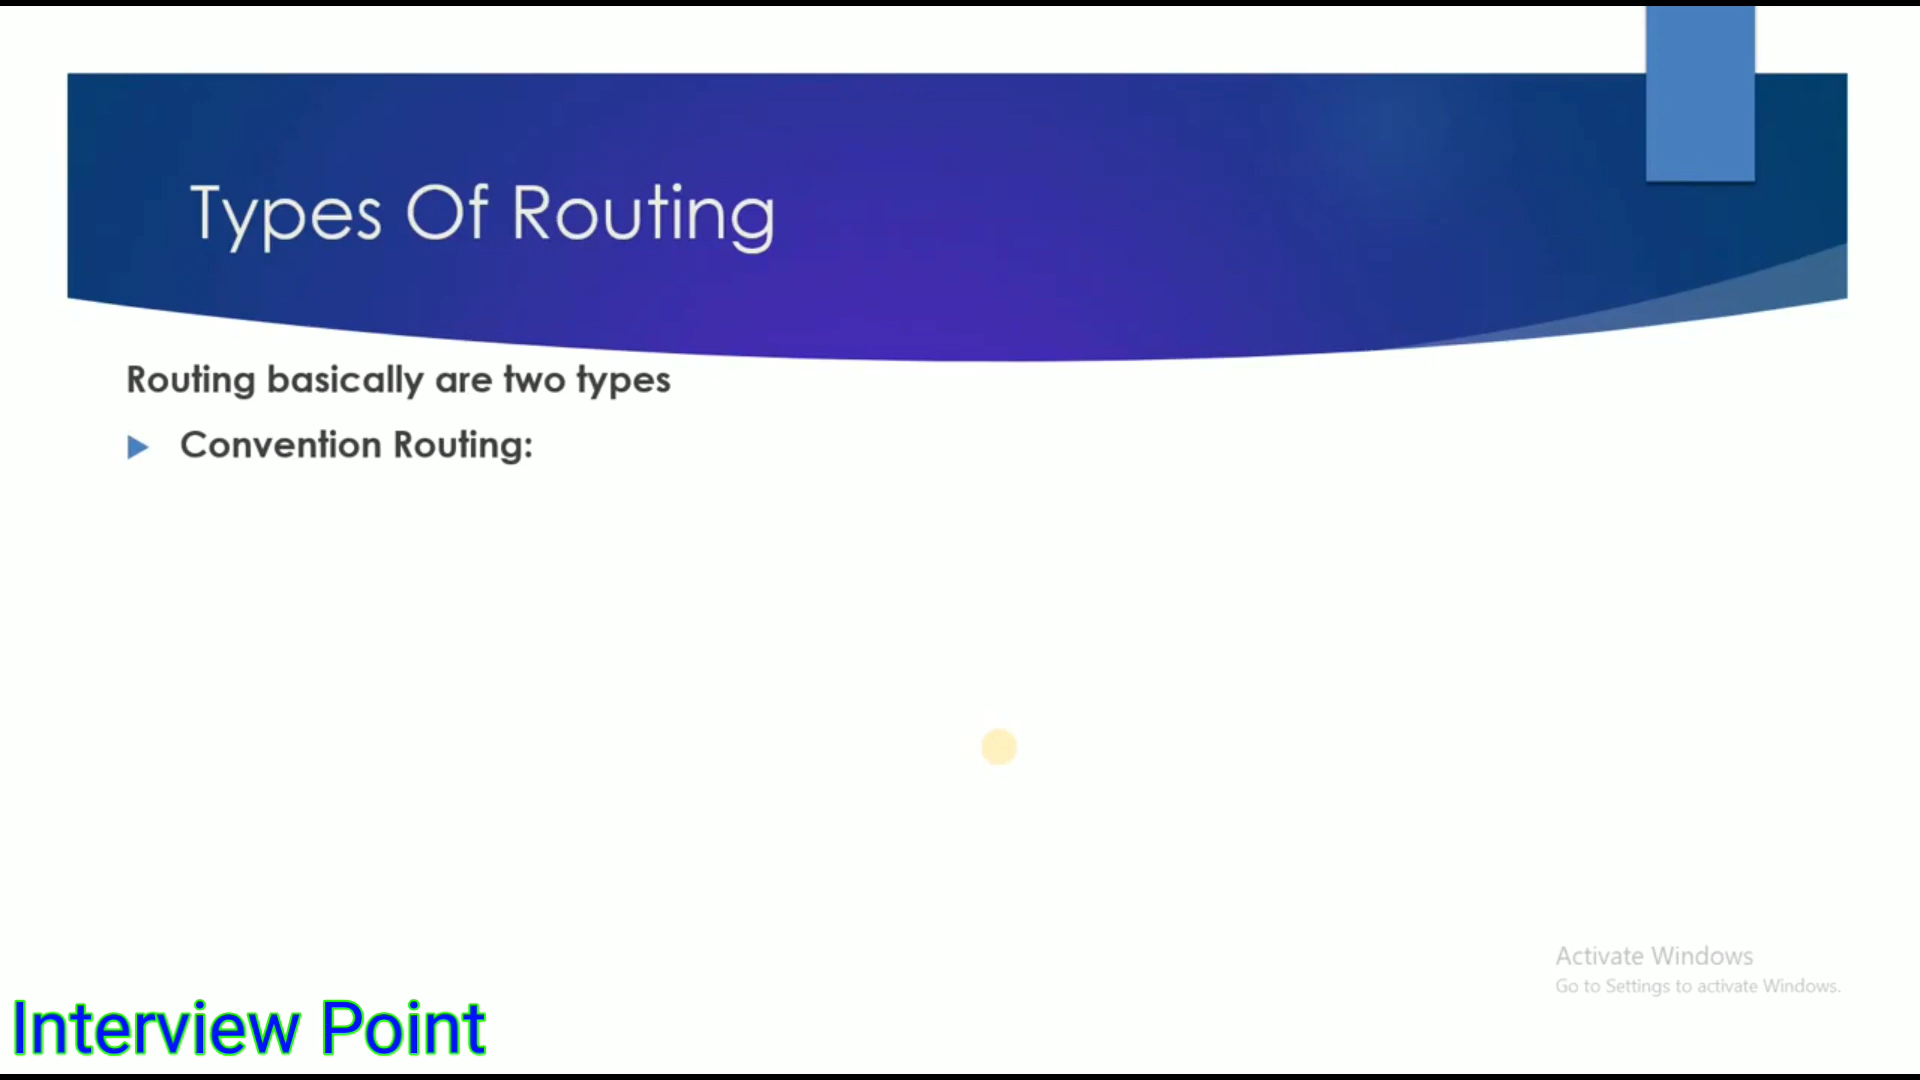 Types Of Routing
Routing basically are two types
Convention Routing:
Activate Windows
Go to Settings to activate Windows.
Interview Point